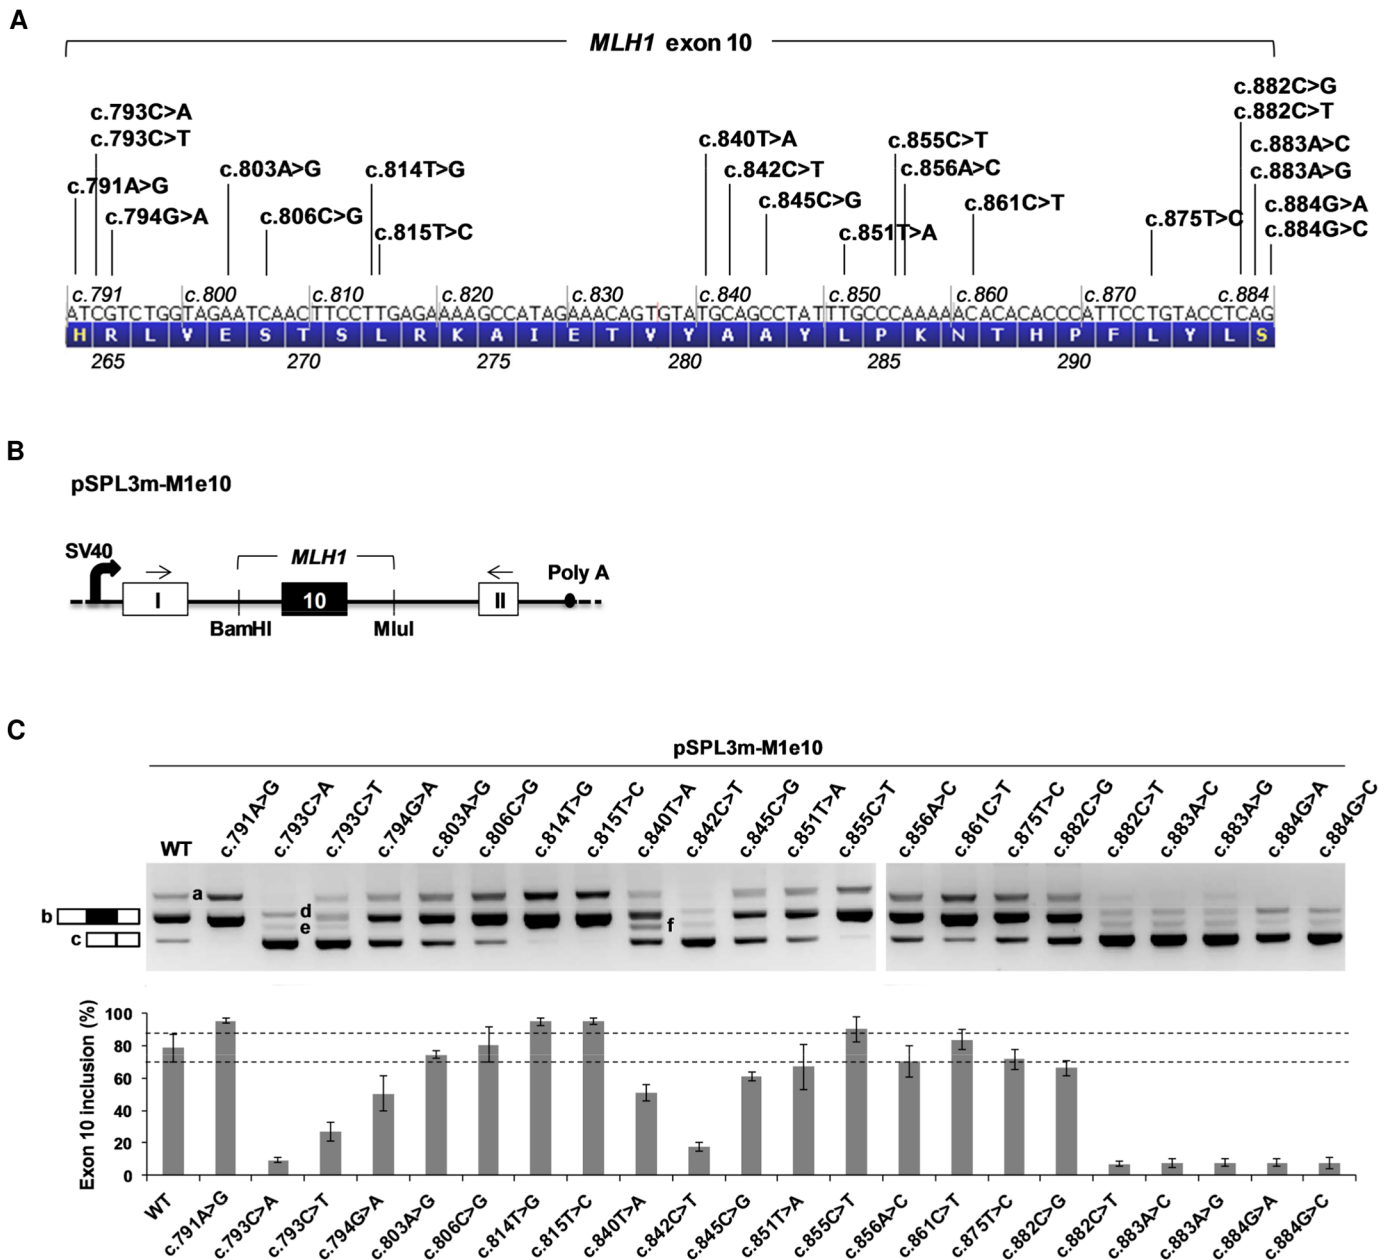 A
MLH1 exon 10
c.882C>G
c.793C>A
c.882C>T
c.793C>T
c.840T>A
c.855C>T
c.883A>C
c.803A>G
c.814T>G
c.842C>T
c.856A>C
c.883A>G
c.791A>G
c.845C>G
c.861C>T
c.884G>A
c.794G>A
c.806C>G
c.815T>C
c.851T>A
c.875T>C
c.884G>C
c.791 c.800 c.810 c.820 c.830 c.840 c.850 c.860 c.870 c.884
ATCGTCTGGTAGAATCAACTTCCTTGAGAAAAGCCATAGAAACAGTGTATGCAGCCTATTTGCCCAAAAACACACACCCATTCCTGTACCTCAG
H R L V E S T S L R K A I E T V Y A A Y L P K N T H P F L Y L S
265 270 275 280 285 290
B
pSPL3m-M1e10
SV40
MLH1
Poly A
I 10 II
BamHI MluI
C
pSPL3m-M1e10
WT c.791A>G c.793C>A c.793C>T c.794G>A c.803A>G c.806C>G c.814T>G c.815T>C c.840T>A c.842C>T c.845C>G c.851T>A c.855C>T c.856A>C c.861C>T c.875T>C c.882C>G c.882C>T c.883A>C c.883A>G c.884G>A c.884G>C
a
b
d
e
f
c
Exon 10 inclusion (%)
100
80
60
40
20
0
WT c.791A>G c.793C>A c.793C>T c.794G>A c.803A>G c.806C>G c.814T>G c.815T>C c.840T>A c.842C>T c.845C>G c.851T>A c.855C>T c.856A>C c.861C>T c.875T>C c.882C>G c.882C>T c.883A>C c.883A>G c.884G>A c.884G>C